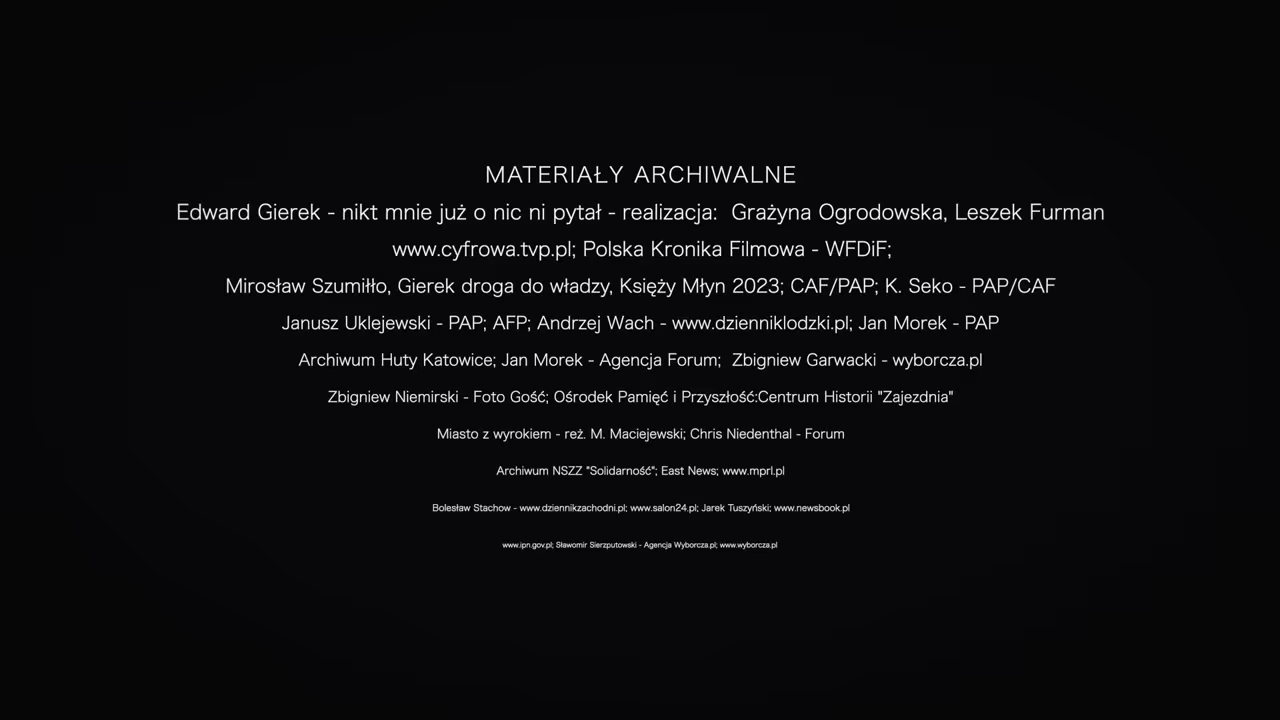 MATERIAŁY ARCHIWALNE
Edward Gierek - nikt mnie już o nic ni pytał - realizacja:  Grażyna Ogrodowska, Leszek Furman
www.cyfrowa.tvp.pl; Polska Kronika Filmowa - WFDiF;
Mirosław Szumiłło, Gierek droga do władzy, Księży Młyn 2023; CAF/PAP; K. Seko - PAP/CAF
Janusz Uklejewski - PAP; AFP; Andrzej Wach - www.dzienniklodzki.pl; Jan Morek - PAP
Archiwum Huty Katowice; Jan Morek - Agencja Forum;  Zbigniew Garwacki - wyborcza.pl
Zbigniew Niemirski - Foto Gość; Ośrodek Pamięć i Przyszłość:Centrum Historii "Zajezdnia"
Miasto z wyrokiem - reż. M. Maciejewski; Chris Niedenthal - Forum
Archiwum NSZZ "Solidarność"; East News; www.mprl.pl
Bolesław Stachow - www.dziennikzachodni.pl; www.salon24.pl; Jarek Tuszyński; www.newsbook.pl
www.ipn.gov.pl; Sławomir Sierzputowski - Agencja Wyborcza.pl; www.wyborcza.pl